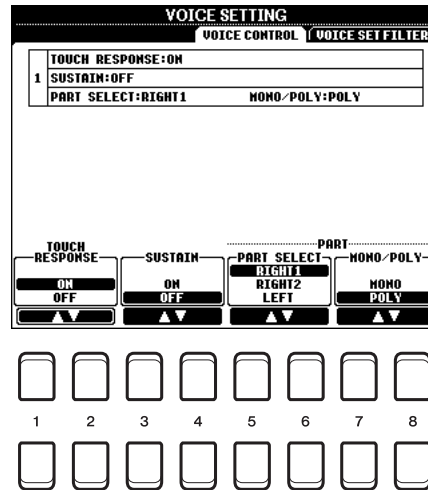 VOICE SETTING
VOICE CONTROL VOICE SET FILTER
TOUCH RESPONSE:ON
1 SUSTAIN:OFF
PART SELECT:RIGHT1 MONO/POLY:POLY
PART
TOUCH RESPONSE SUSTAIN PART SELECT MONO/POLY
RIGHT1
ON ON RIGHT2 MONO
OFF OFF LEFT POLY
▲▼ ▲▼ ▲▼ ▲▼
1 2 3 4 5 6 7 8